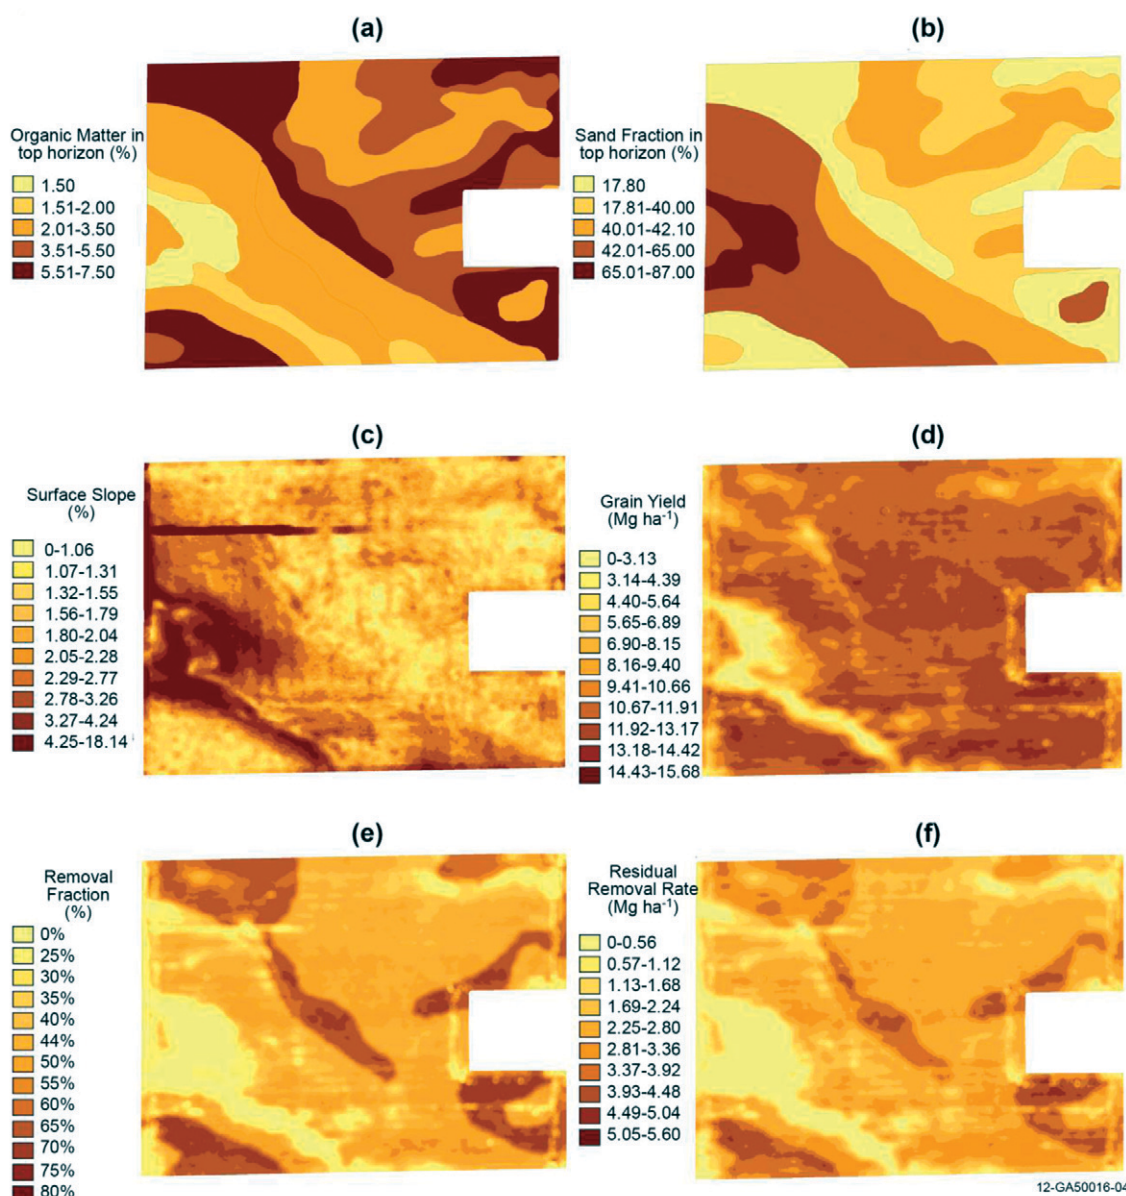 (a)
Organic Matter in
top horizon (%)
1.50
1.51-2.00
2.01-3.50
3.51-5.50
5.51-7.50
(b)
Sand Fraction in
top horizon (%)
17.80
17.81-40.00
40.01-42.10
42.01-65.00
65.01-87.00
(c)
Surface Slope
(%)
0-1.06
1.07-1.31
1.32-1.55
1.56-1.79
1.80-2.04
2.05-2.28
2.29-2.77
2.78-3.26
3.27-4.24
4.25-18.14
(d)
Grain Yield
(Mg ha-1)
0-3.13
3.14-4.39
4.40-5.64
5.65-6.89
6.90-8.15
8.16-9.40
9.41-10.66
10.67-11.91
11.92-13.17
13.18-14.42
14.43-15.68
(e)
Removal
Fraction
(%)
0%
25%
30%
35%
40%
44%
50%
55%
60%
65%
70%
75%
80%
(f)
Residual
Removal Rate
(Mg ha-1)
0-0.56
0.57-1.12
1.13-1.68
1.69-2.24
2.25-2.80
2.81-3.36
3.37-3.92
3.93-4.48
4.49-5.04
5.05-5.60
12-GA50016-04